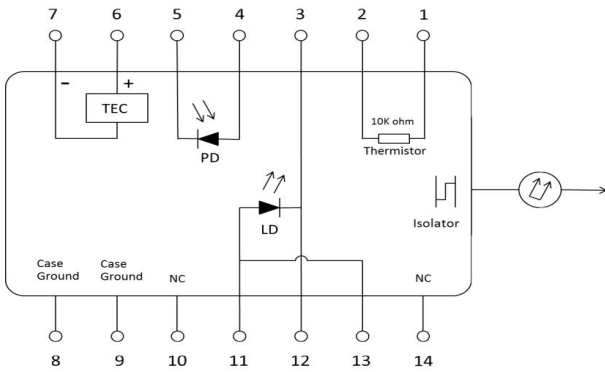 7 6 5 4 3 2 1
- +
TEC
10K ohm
Thermistor
PD
Isolator
LD
Case
Ground
Case
Ground
NC
NC
8 9 10 11 12 13 14